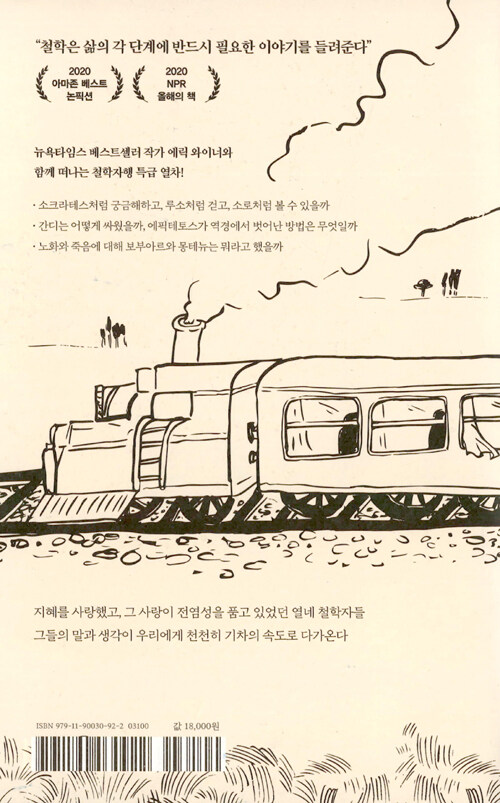 “철학은 삶의 각 단계에 반드시 필요한 이야기를 들려준다”
2020
아마존 베스트
논픽션
2020
NPR
올해의 책
뉴욕타임스 베스트셀러 작가 에릭 와이너와
함께 떠나는 철학자행 특급 열차!
· 소크라테스처럼 궁금해하고, 루소처럼 걷고, 소로처럼 볼 수 있을까
· 간디는 어떻게 싸웠을까, 에픽테토스가 역경에서 벗어난 방법은 무엇일까
· 노화와 죽음에 대해 보부아르와 몽테뉴는 뭐라고 했을까
지혜를 사랑했고, 그 사랑이 전염성을 품고 있었던 열네 철학자들
그들의 말과 생각이 우리에게 천천히 기차의 속도로 다가온다
ISBN 979-11-90030-92-2 03100 값 18,000원